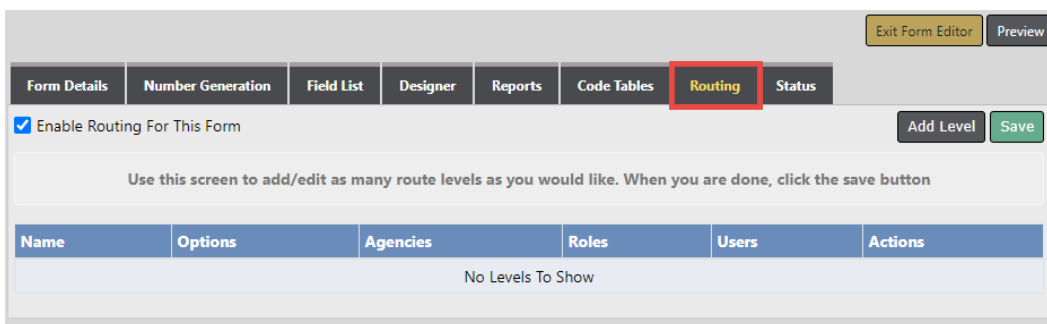 Exit Form Editor Preview
Form Details Number Generation Field List Designer Reports Code Tables Routing Status
Enable Routing For This Form Add Level Save
Use this screen to add/edit as many route levels as you would like. When you are done, click the save button
Name Options Agencies Roles Users Actions
No Levels To Show